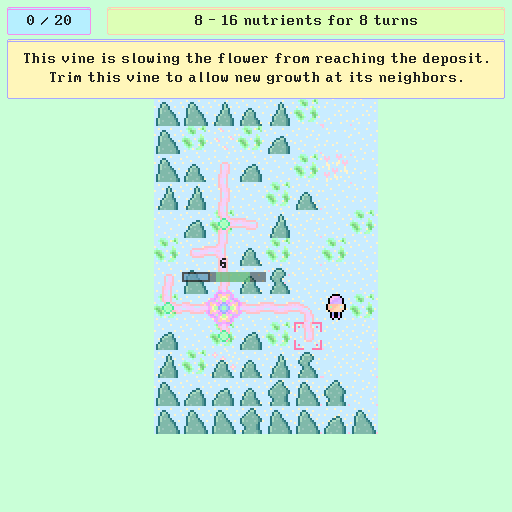 0 / 20
8 - 16 nutrients for 8 turns
This vine is slowing the flower from reaching the deposit.
Trim this vine to allow new growth at its neighbors.
6